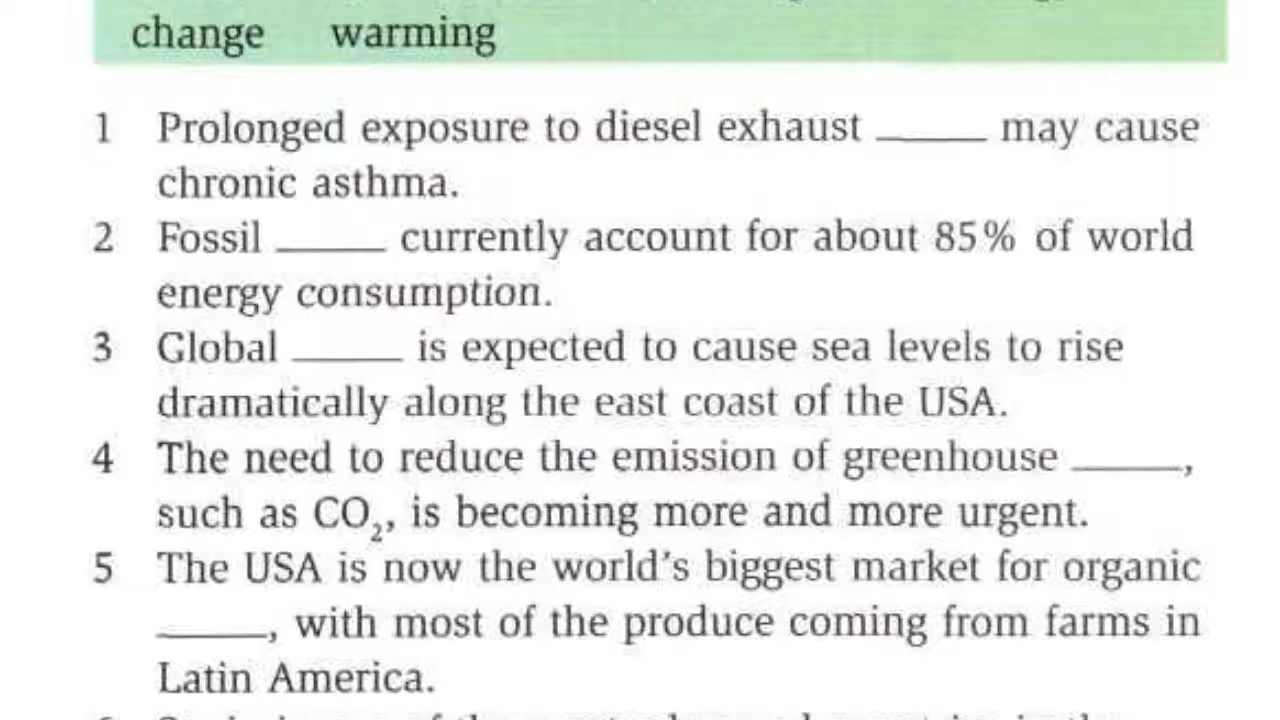 change warming
1 Prolonged exposure to diesel exhaust _____ may cause
chronic asthma.
2 Fossil _____ currently account for about 85% of world
energy consumption.
3 Global _____ is expected to cause sea levels to rise
dramatically along the east coast of the USA.
4 The need to reduce the emission of greenhouse _____,
such as CO₂, is becoming more and more urgent.
5 The USA is now the world's biggest market for organic
_____, with most of the produce coming from farms in
Latin America.